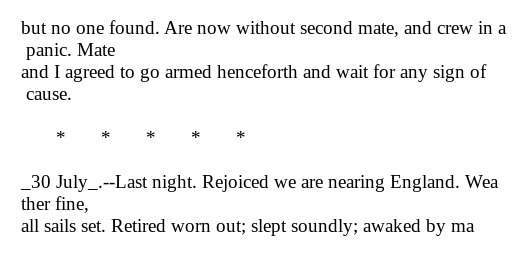 but no one found. Are now without second mate, and crew in a
panic. Mate
and I agreed to go armed henceforth and wait for any sign of
cause.
* * * * *
_30 July_.--Last night. Rejoiced we are nearing England. Wea
ther fine,
all sails set. Retired worn out; slept soundly; awaked by ma